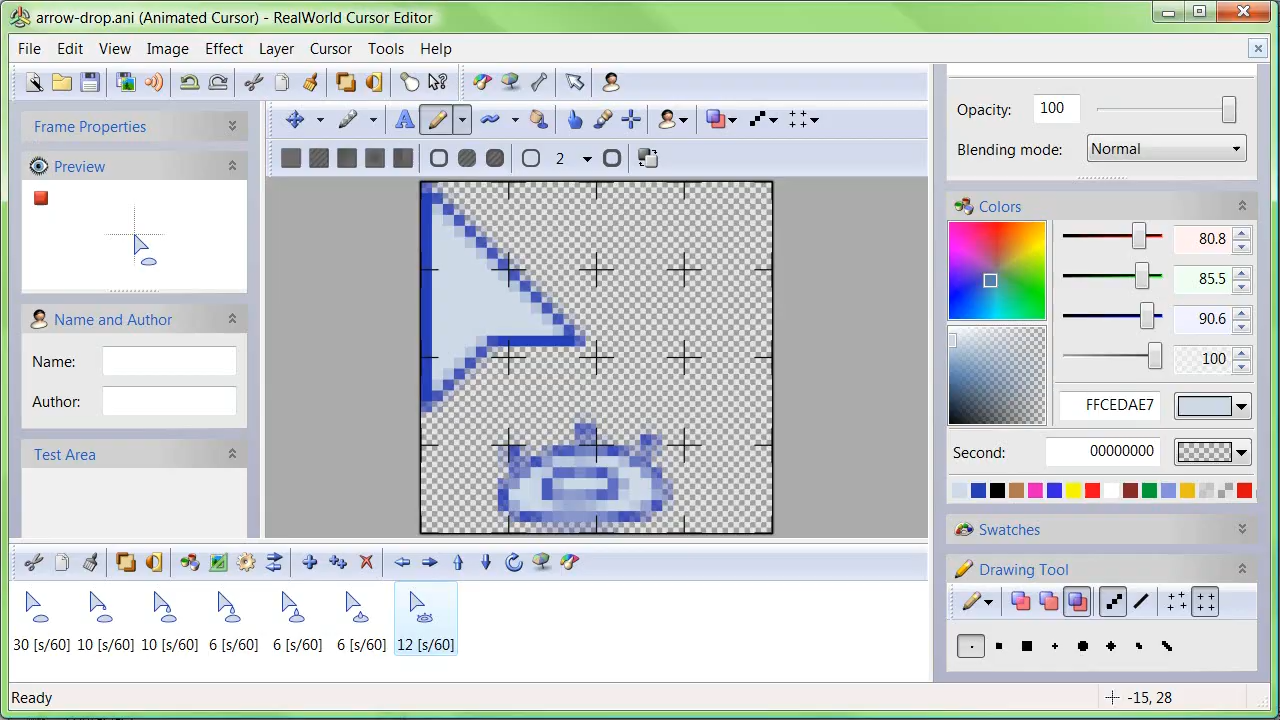 arrow-drop.ani (Animated Cursor) - RealWorld Cursor Editor
File Edit View Image Effect Layer Cursor Tools Help
Frame Properties
Preview
Name and Author
Name:
Author:
Test Area
2
Opacity: 100
Blending mode: Normal
Colors
80.8
85.5
90.6
100
FFCEDAE7
Second: 00000000
Swatches
Drawing Tool
30 [s/60] 10 [s/60] 10 [s/60] 6 [s/60] 6 [s/60] 6 [s/60] 12 [s/60]
Ready
-15, 28